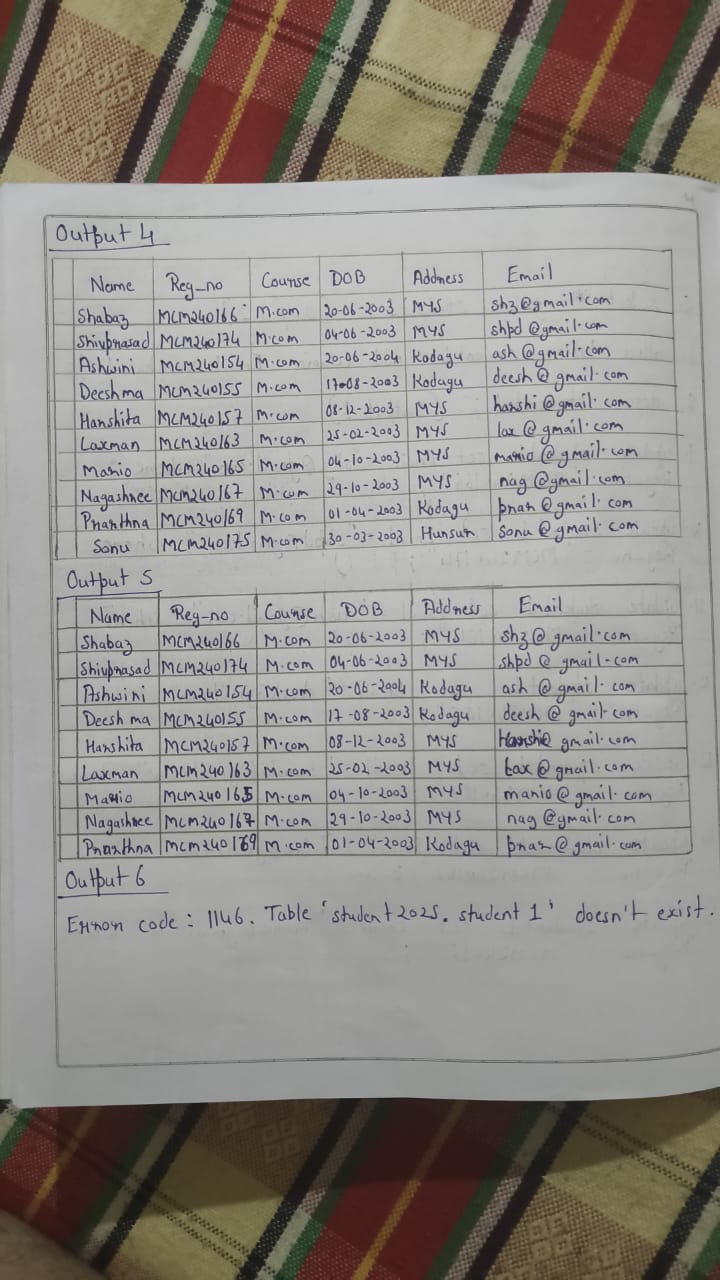 Output 4
Name Reg-no Course DOB Address Email
Shabaz MCM240166 M.com 20-06-2003 MYS shz@gmail.com
Shivprasad MCM240174 M.com 04-06-2003 MYS shpd@gmail.com
Ashwini MCM240154 M.com 20-06-2004 Kodagu ash@gmail.com
Deeshma MCM240155 M.com 17-08-2003 Kodagu deesh@gmail.com
Harshita MCM240157 M.com 08-12-2003 MYS harshi@gmail.com
Laxman MCM240163 M.com 25-02-2003 MYS lax@gmail.com
Mario MCM240165 M.com 04-10-2003 MYS mario@gmail.com
Nagashree MCM240167 M.com 29-10-2003 MYS nag@gmail.com
Prarthna MCM240169 M.com 01-04-2003 Kodagu prar@gmail.com
Sonu MCM240175 M.com 30-03-2003 Hunsur sonu@gmail.com
Output 5
Name Reg-no Course DOB Address Email
Shabaz MCM240166 M.com 20-06-2003 MYS shz@gmail.com
Shivprasad MCM240174 M.com 04-06-2003 MYS shpd@gmail.com
Ashwini MCM240154 M.com 20-06-2004 Kodagu ash@gmail.com
Deeshma MCM240155 M.com 17-08-2003 Kodagu deesh@gmail.com
Harshita MCM240157 M.com 08-12-2003 MYS gmail.com
Laxman MCM240163 M.com 25-02-2003 MYS lax@gmail.com
Mario MCM240165 M.com 04-10-2003 MYS mario@gmail.com
Nagashree MCM240167 M.com 29-10-2003 MYS nag@gmail.com
Prarthna MCM240169 M.com 01-04-2003 Kodagu prar@gmail.com
Output 6
Error code : 1146. Table 'student2025. student 1' doesn't exist.